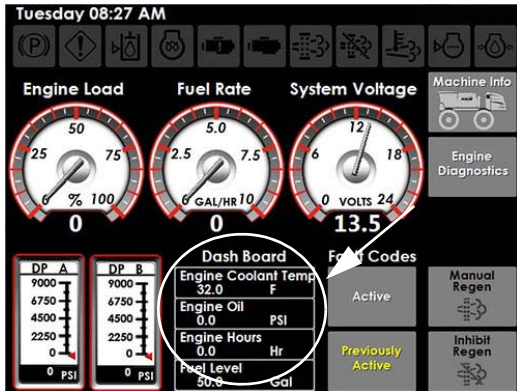 Tuesday 08:27 AM
(P)
Engine Load
Fuel Rate
System Voltage
Machine Info
50
25
75
0
100
%
0
5.0
2.5
7.5
0
10
GAL/HR
0
12
6
18
0
24
VOLTS
13.5
Engine
Diagnostics
DP A
9000
6750
4500
2250
0
0 PSI
DP B
9000
6750
4500
2250
0
0 PSI
Dash Board
Engine Coolant Temp
32.0 F
Engine Oil
0.0 PSI
Engine Hours
0.0 Hr
Fuel Level
50.0 Gal
Fault Codes
Active
Previously
Active
Manual
Regen
Inhibit
Regen